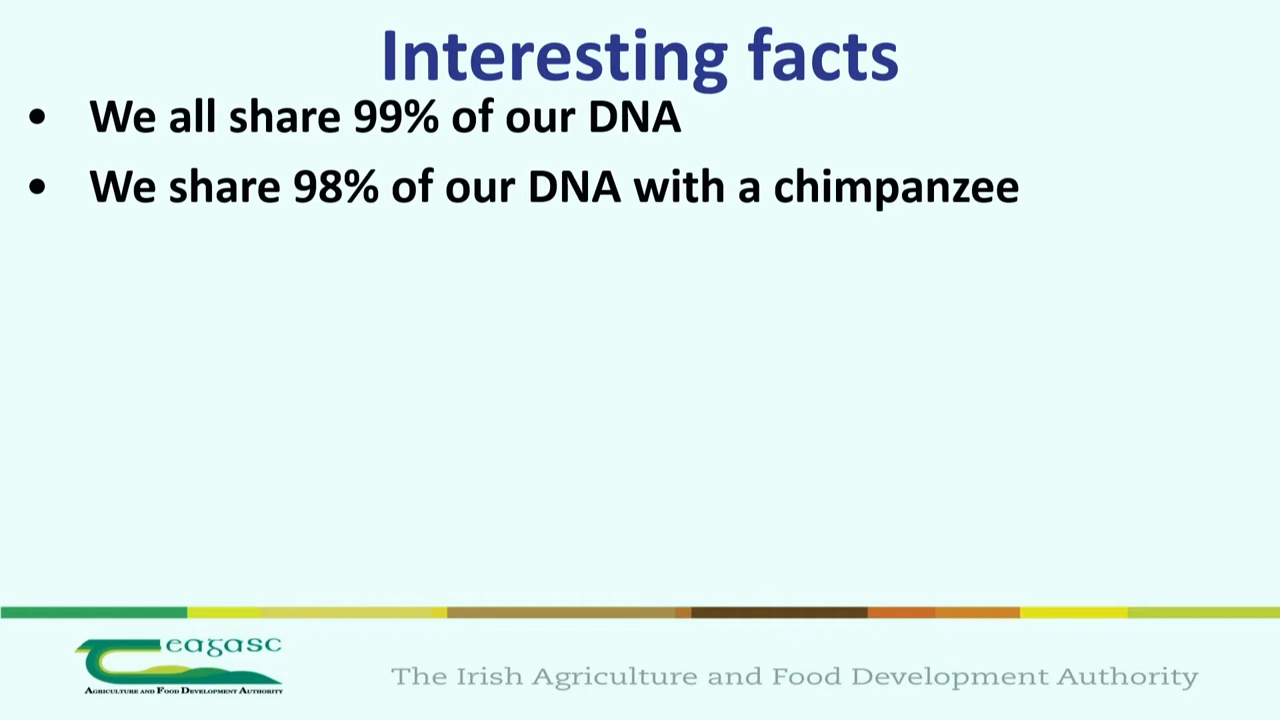 Interesting facts
• We all share 99% of our DNA
• We share 98% of our DNA with a chimpanzee
teagasc
AGRICULTURE AND FOOD DEVELOPMENT AUTHORITY
The Irish Agriculture and Food Development Authority